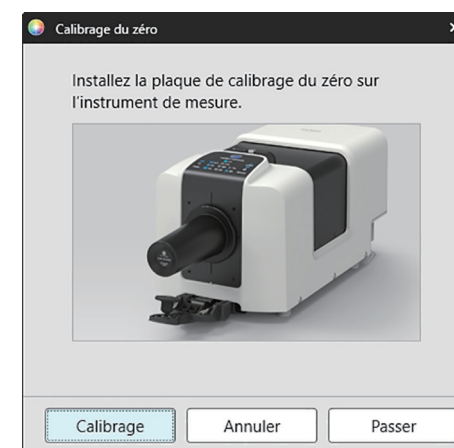 Calibrage du zéro
Installez la plaque de calibrage du zéro sur
l'instrument de mesure.
Calibrage
Annuler
Passer